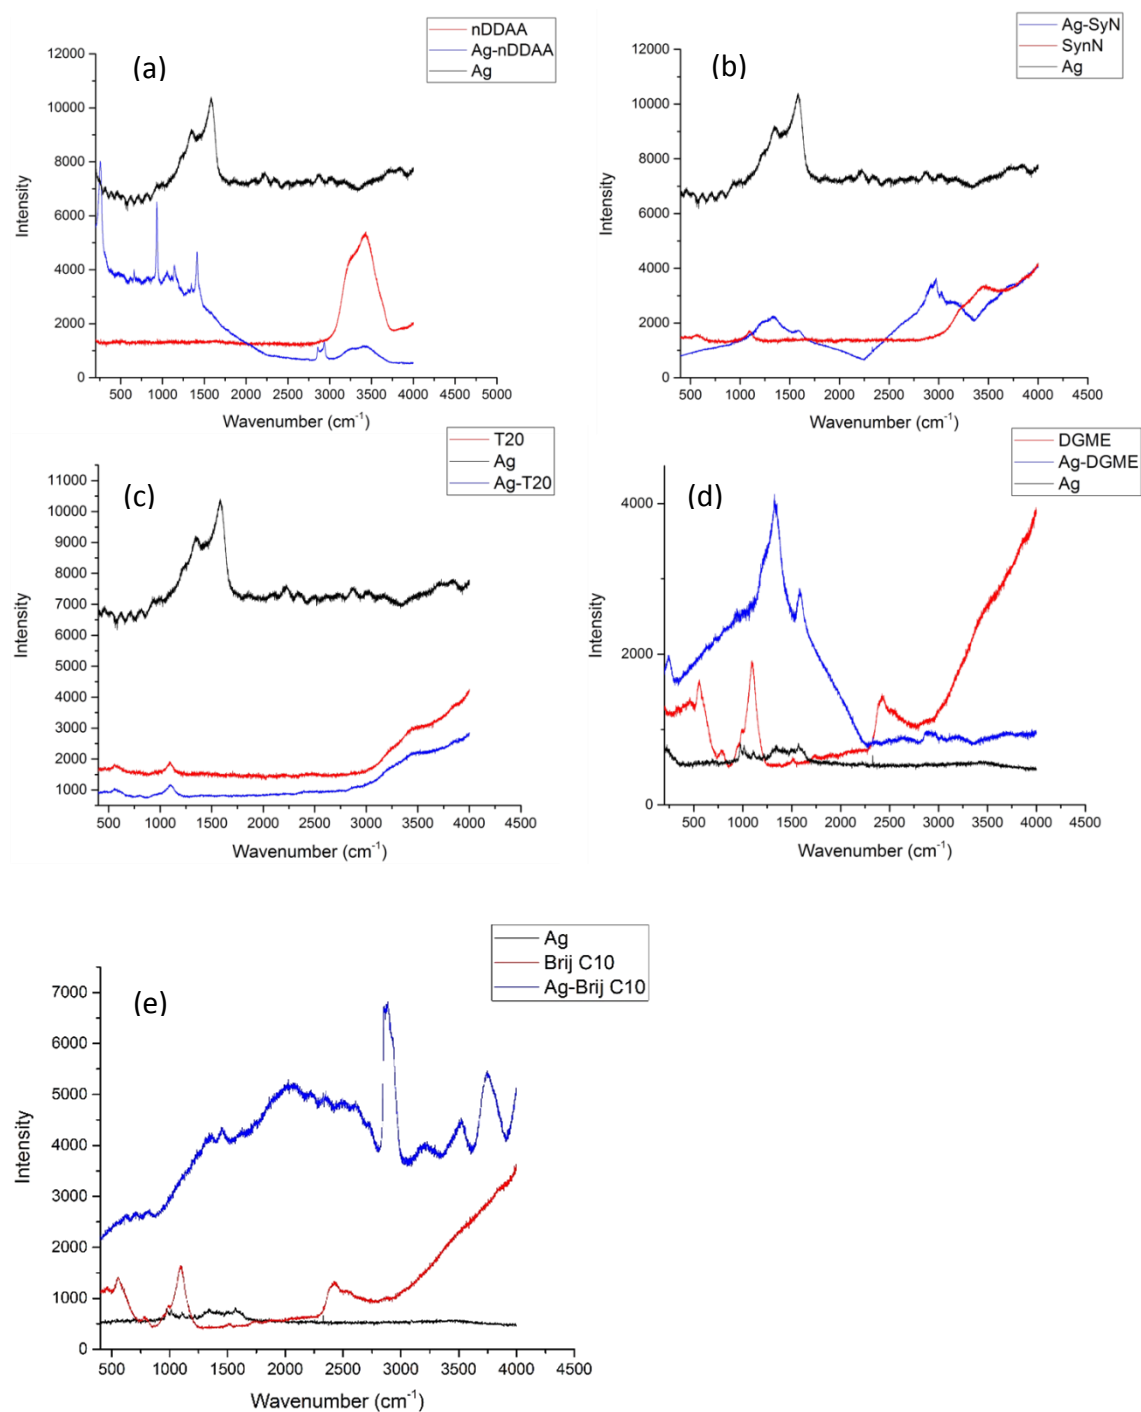 nDDAA
Ag-nDDAA
Ag
(a)
12000
10000
8000
6000
4000
2000
0
Intensity
500 1000 1500 2000 2500 3000 3500 4000 4500 5000
Wavenumber (cm⁻¹)
Ag-SyN
SynN
Ag
(b)
12000
10000
8000
6000
4000
2000
0
Intensity
500 1000 1500 2000 2500 3000 3500 4000
Wavenumber (cm⁻¹)
T20
Ag
Ag-T20
(c)
11000
10000
9000
8000
7000
6000
5000
4000
3000
2000
1000
Intensity
500 1000 1500 2000 2500 3000 3500 4000 4500
Wavenumber (cm⁻¹)
DGME
Ag-DGME
Ag
(d)
4000
2000
0
Intensity
500 1000 1500 2000 2500 3000 3500 4000 4500
Wavenumber (cm⁻¹)
Ag
Brij C10
Ag-Brij C10
(e)
7000
6000
5000
4000
3000
2000
1000
0
Intensity
500 1000 1500 2000 2500 3000 3500 4000 4500
Wavenumber (cm⁻¹)